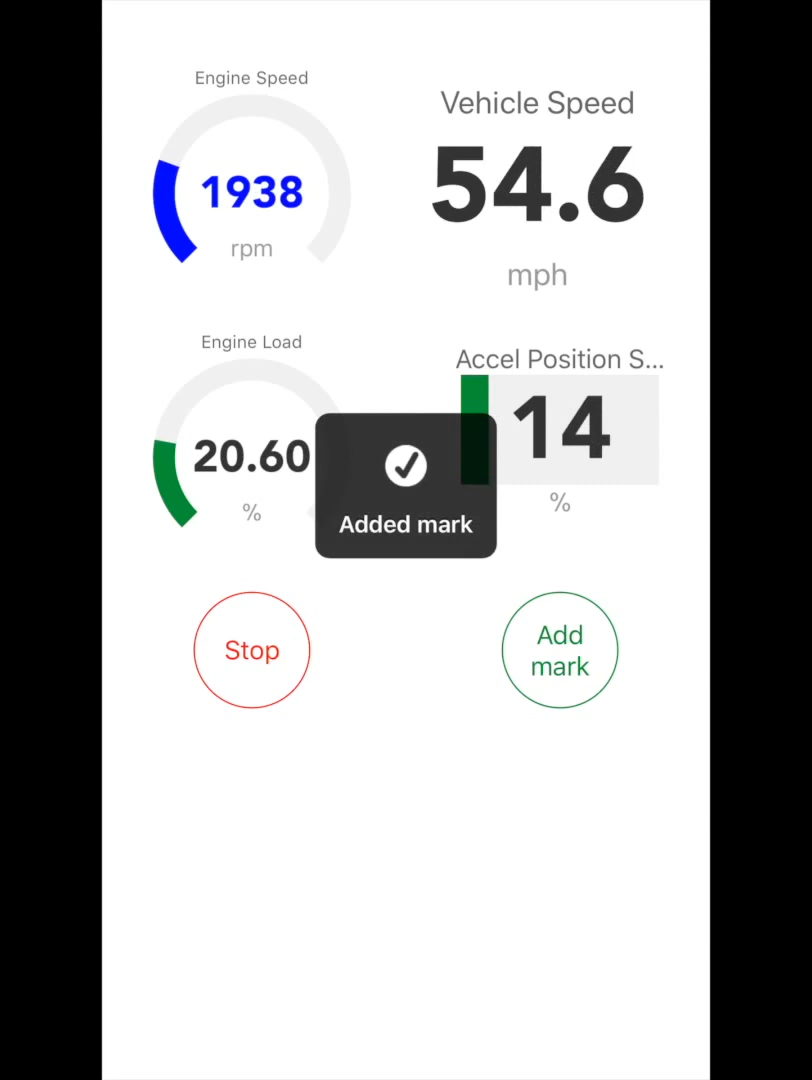 Engine Speed
1938
rpm
Vehicle Speed
54.6
mph
Engine Load
20.60
%
Accel Position S...
14
%
Added mark
Stop
Add
mark